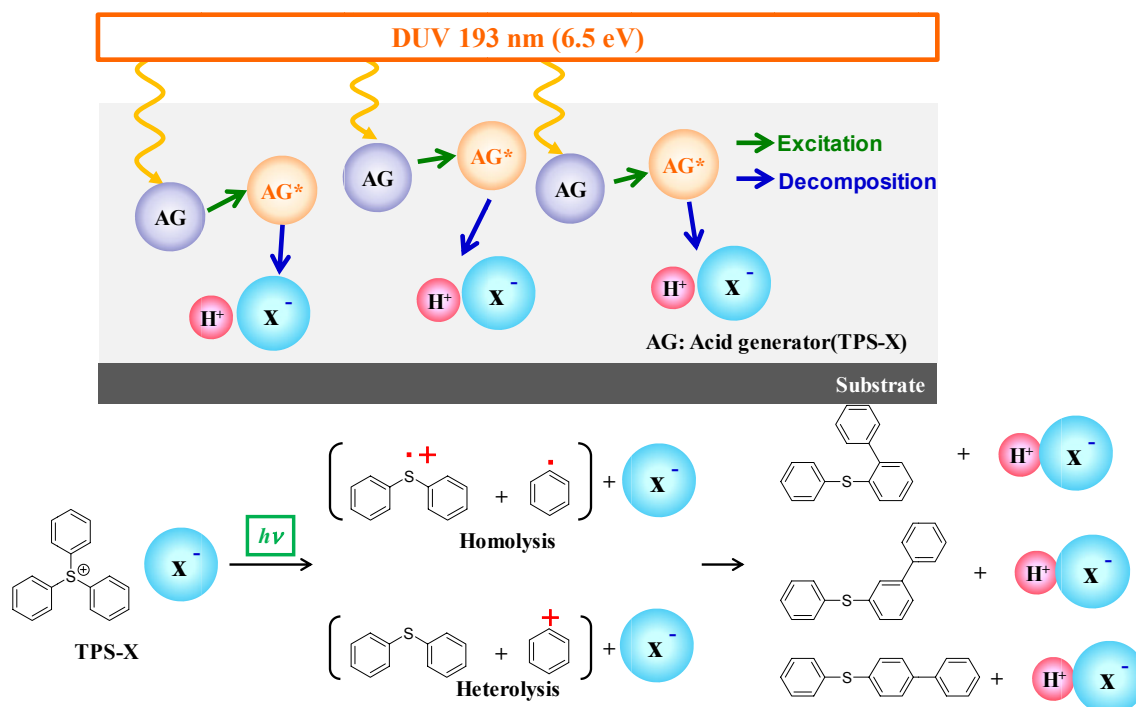 DUV 193 nm (6.5 eV)
AG AG*
AG AG*
AG AG*
Excitation
Decomposition
H+ X -
H+ X -
H+ X -
AG: Acid generator(TPS-X)
Substrate
S+ X -
TPS-X
hν
· +
S + · + X -
Homolysis
S + + + X -
Heterolysis
S + H+ X -
S + H+ X -
S + H+ X -